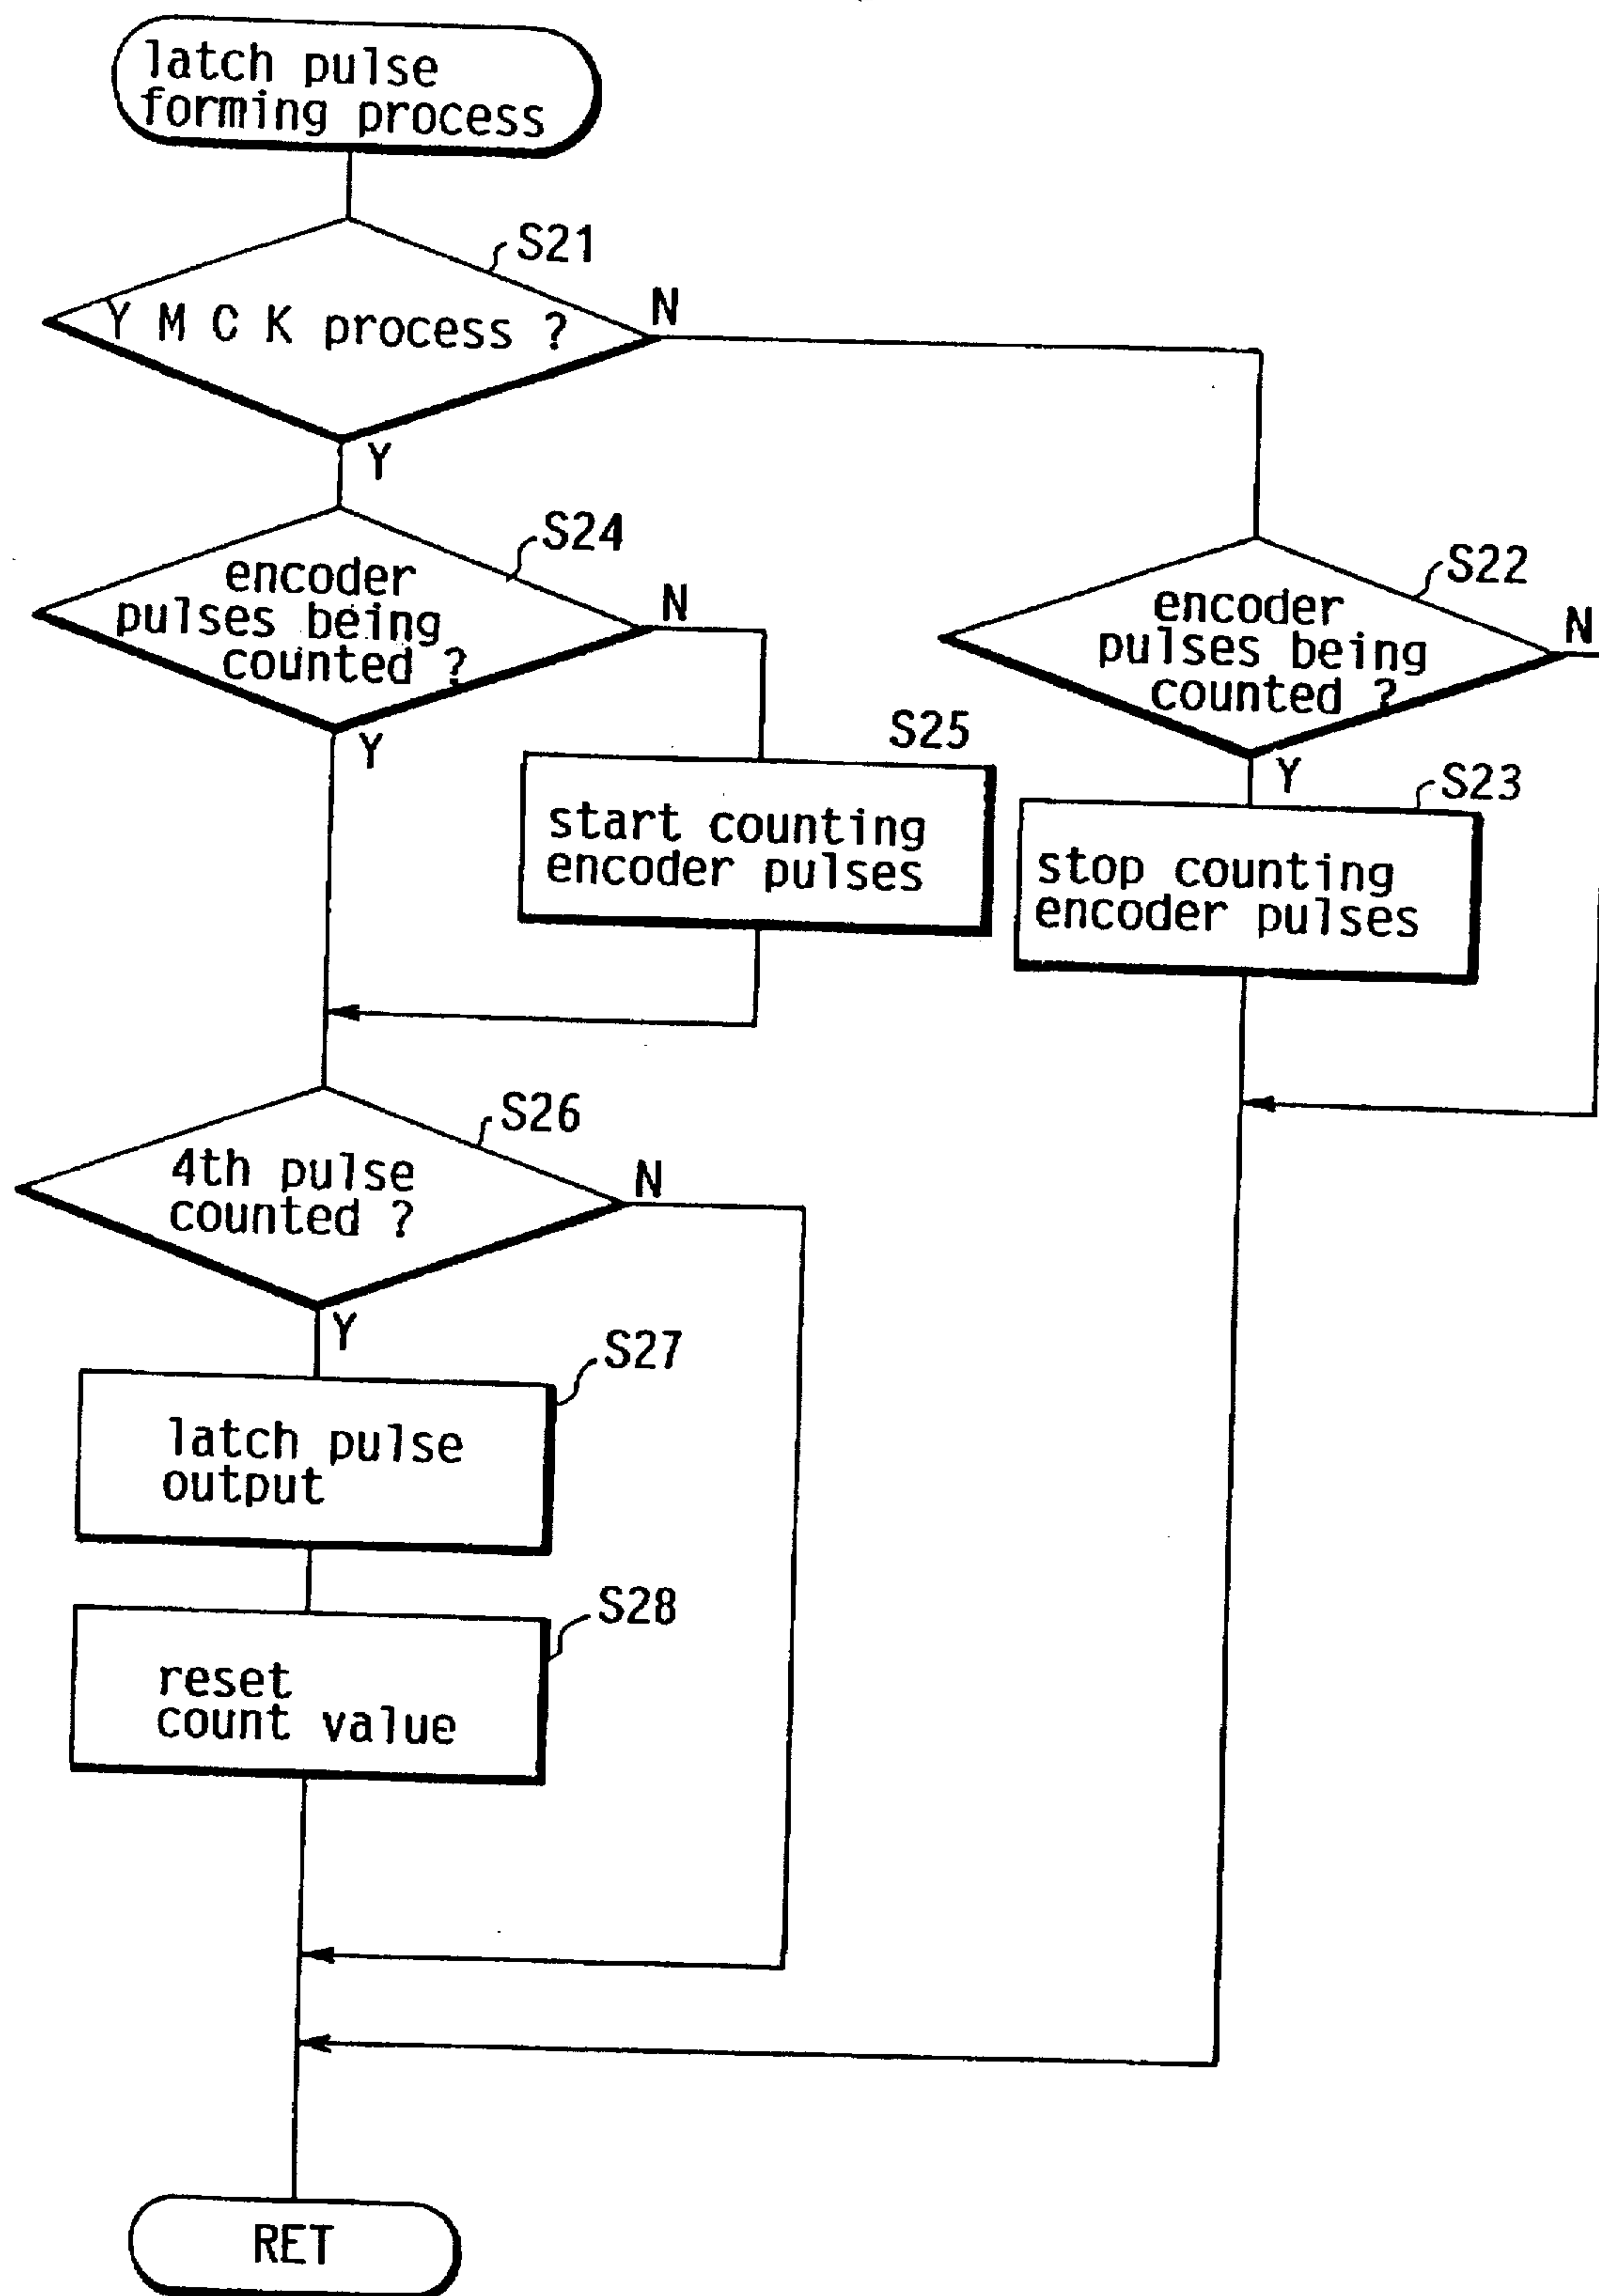 latch pulse
forming process
S21
Y M C K process ?
N
Y
S24
encoder
pulses being
counted ?
N
Y
S22
encoder
pulses being
counted ?
N
Y
S25
start counting
encoder pulses
S23
stop counting
encoder pulses
S26
4th pulse
counted ?
N
Y
S27
latch pulse
output
S28
reset
count value
RET